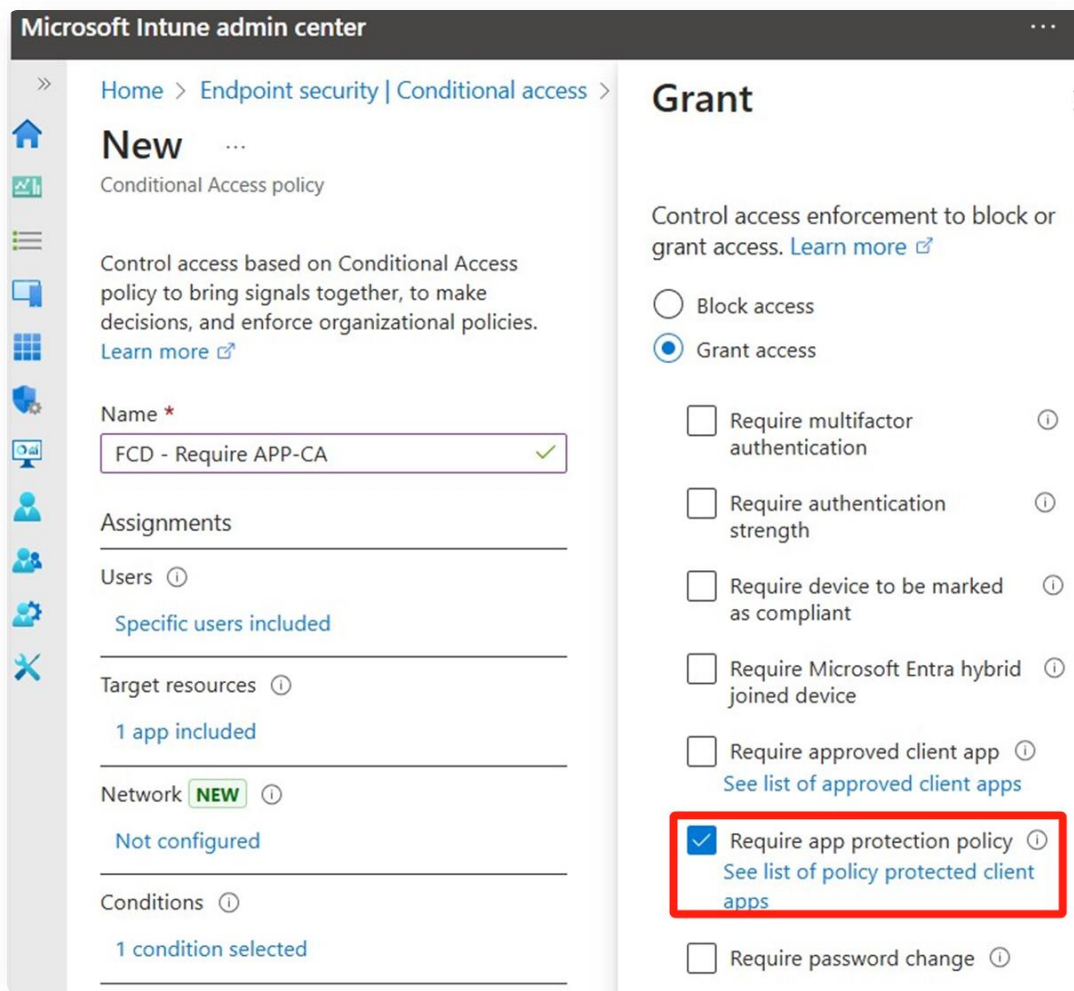 Microsoft Intune admin center
...
Home > Endpoint security | Conditional access >
New ...
Conditional Access policy
Control access based on Conditional Access
policy to bring signals together, to make
decisions, and enforce organizational policies.
Learn more
Name *
FCD - Require APP-CA
Assignments
Users
Specific users included
Target resources
1 app included
Network NEW
Not configured
Conditions
1 condition selected
Grant
Control access enforcement to block or
grant access. Learn more
Block access
Grant access
Require multifactor
authentication
Require authentication
strength
Require device to be marked
as compliant
Require Microsoft Entra hybrid
joined device
Require approved client app
See list of approved client apps
Require app protection policy
See list of policy protected client
apps
Require password change